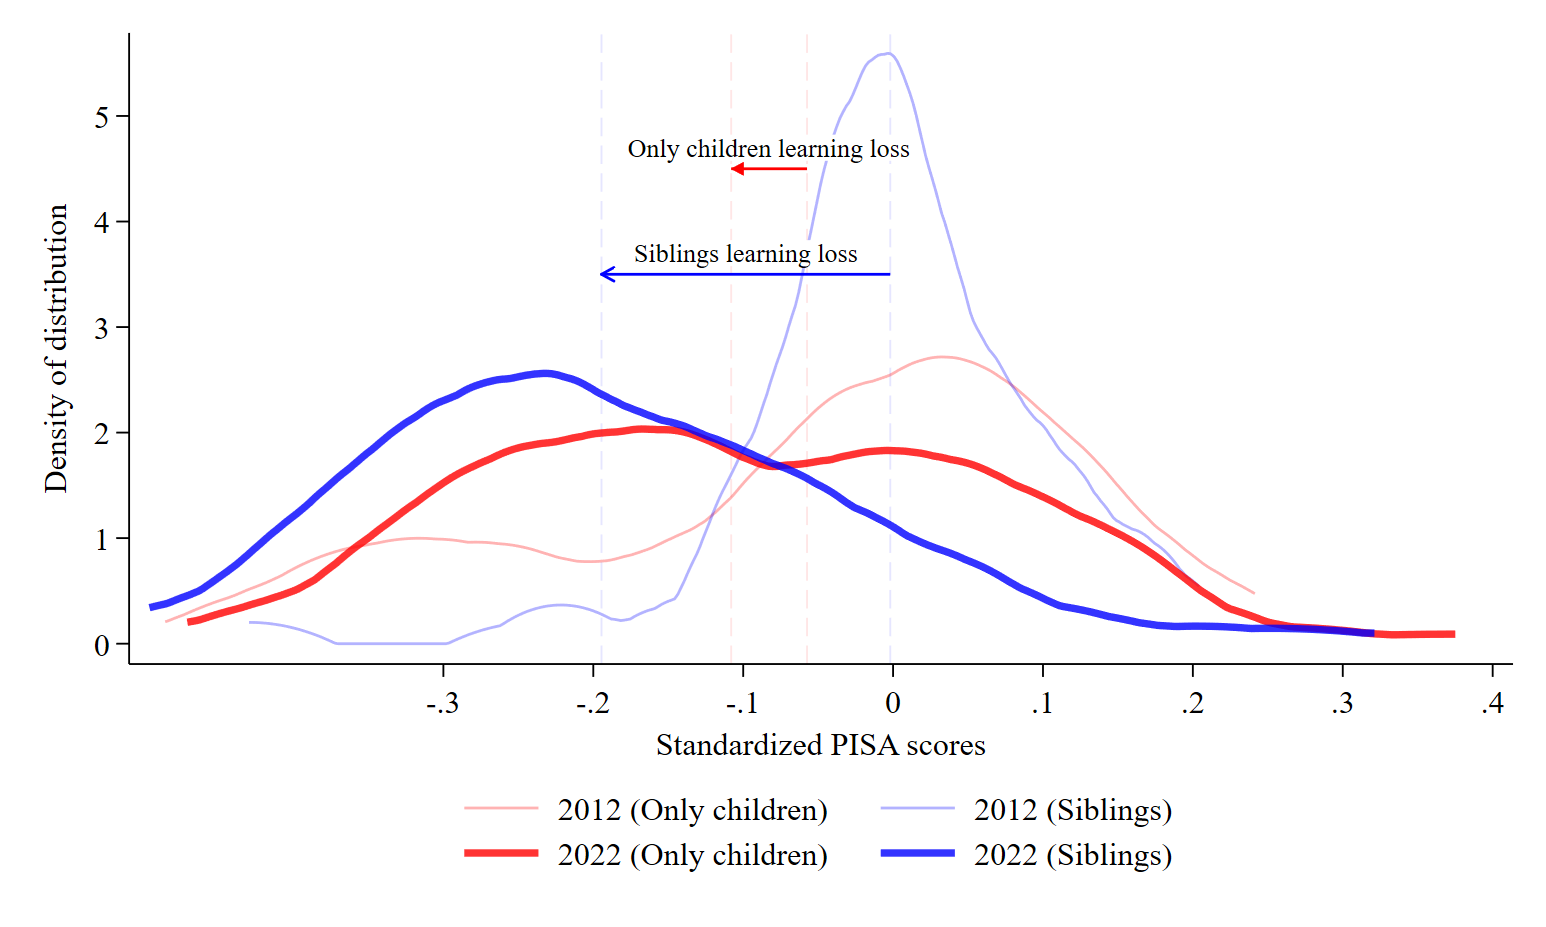 Density of distribution
5
4
3
2
1
0
Only children learning loss
Siblings learning loss
-.3 -.2 -.1 0 .1 .2 .3 .4
Standardized PISA scores
2012 (Only children) 2012 (Siblings)
2022 (Only children) 2022 (Siblings)